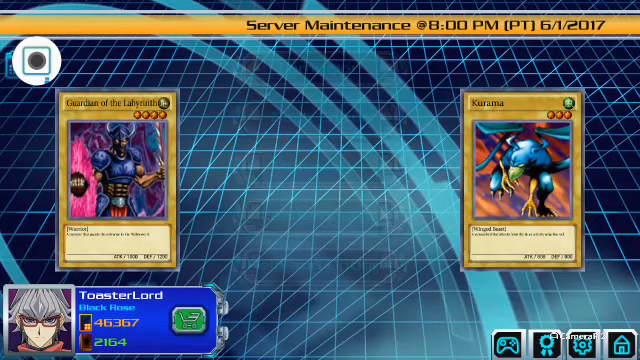 Server Maintenance @8:00 PM (PT) 6/1/2017
Guardian of the Labyrinth
Kurama
[Warrior]
ATK / 1000 DEF / 1200
[Winged Beast]
ATK / 800 DEF / 800
ToasterLord
Black Rose
46367
2164